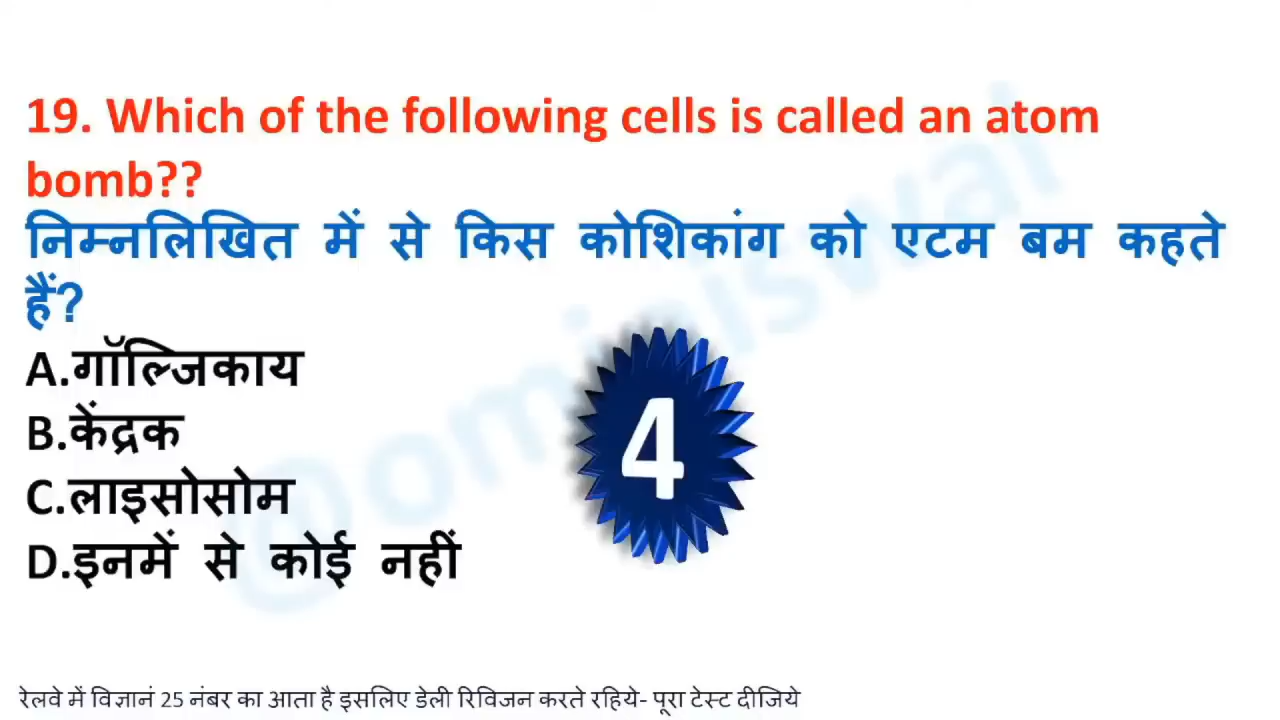 19. Which of the following cells is called an atom
bomb??
निम्नलिखित में से किस कोशिकांग को एटम बम कहते
हैं?
A.गॉल्जिकाय
B.केंद्रक
C.लाइसोसोम
D.इनमें से कोई नहीं
4
@ominiswal
रेलवे में विज्ञानं 25 नंबर का आता है इसलिए डेली रिविजन करते रहिये- पूरा टेस्ट दीजिये